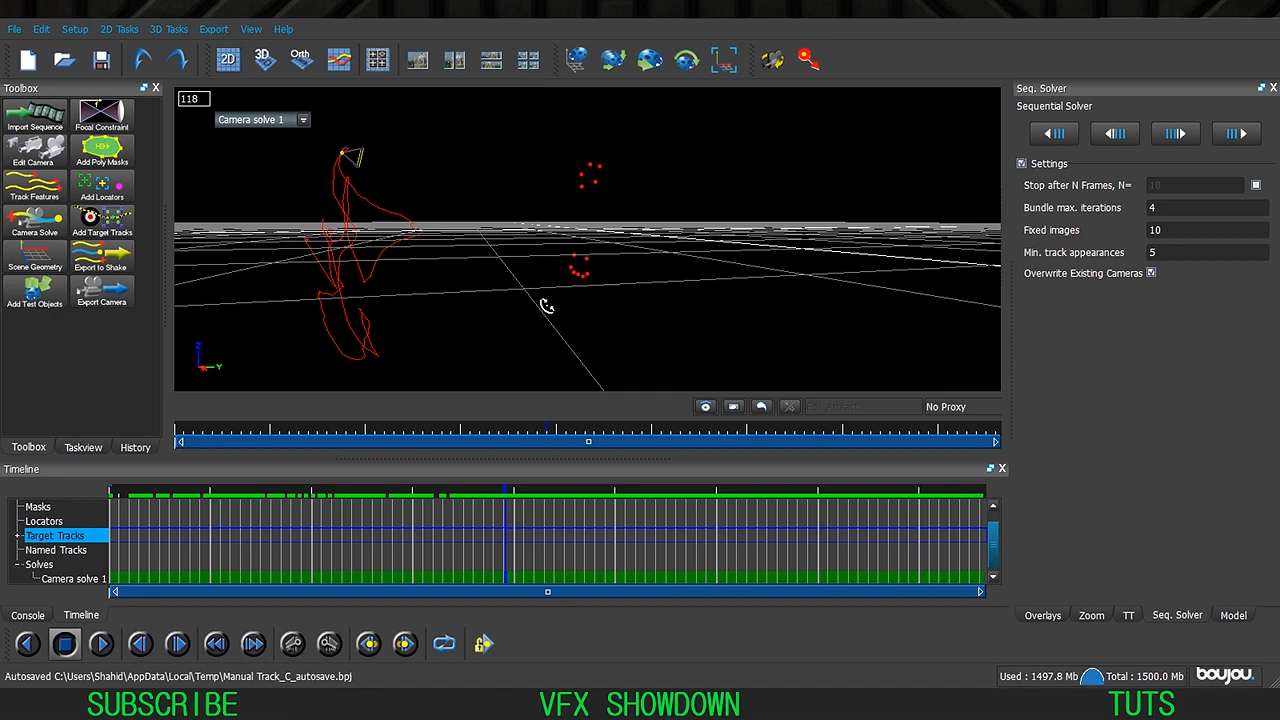 File Edit Setup 2D Tasks 3D Tasks Export View Help
2D 3D Orth
Toolbox
Import Sequence Focal Constraint
Edit Camera Add Poly Masks
Track Features Add Locators
Camera Solve Add Target Tracks
Scene Geometry Export to Shake
Add Test Objects Export Camera
Toolbox Taskview History
118
Camera solve 1
Z
Y
Edit Artifact No Proxy
Seq. Solver
Sequential Solver
Settings
Stop after N Frames, N= 10
Bundle max. iterations 4
Fixed images 10
Min. track appearances 5
Overwrite Existing Cameras
Timeline
Masks
Locators
Target Tracks
Named Tracks
Solves
Camera solve 1
Console Timeline
Overlays Zoom TT Seq. Solver Model
Autosaved C:\Users\Shahid\AppData\Local\Temp\Manual Track_C_autosave.bpj
Used : 1497.8 Mb Total : 1500.0 Mb boujou.
SUBSCRIBE VFX SHOWDOWN TUTS